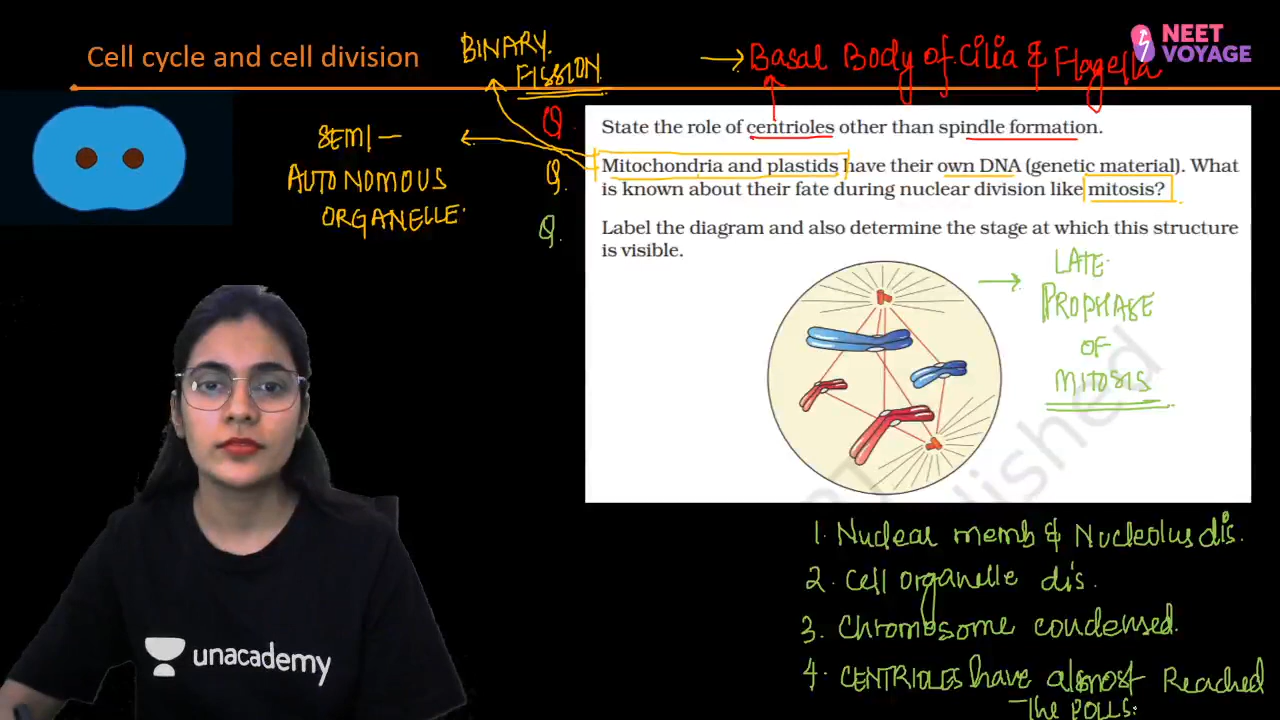 Cell cycle and cell division
BINARY
FISSION
→ Basal Body of Cilia & Flagella
NEET
VOYAGE
SEMI –
AUTONOMOUS
ORGANELLE
Q. State the role of centrioles other than spindle formation.
Q. Mitochondria and plastids have their own DNA (genetic material). What
is known about their fate during nuclear division like mitosis?
Q. Label the diagram and also determine the stage at which this structure
is visible.
→ LATE
PROPHASE
OF
MITOSIS
1. Nuclear memb & Nucleolus dis.
2. Cell organelle dis.
3. Chromosome condensed.
4. CENTRIOLES have almost Reached
The POLLS:
unacademy